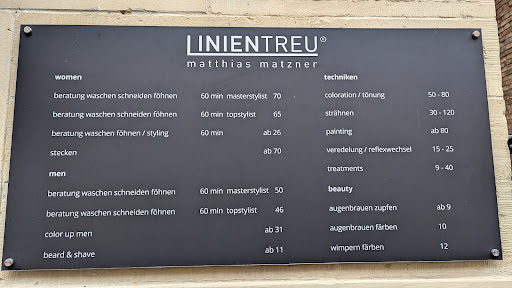 LINIENTREU®
matthias matzner
women
beratung waschen schneiden föhnen 60 min masterstylist 70
beratung waschen schneiden föhnen 60 min topstylist 65
beratung waschen föhnen / styling 60 min ab 26
stecken ab 70
men
beratung waschen schneiden föhnen 60 min masterstylist 50
beratung waschen schneiden föhnen 60 min topstylist 46
color up men ab 31
beard & shave ab 11
techniken
coloration / tönung 50 - 80
strähnen 30 - 120
painting ab 80
veredelung / reflexwechsel 15 - 25
treatments 9 - 40
beauty
augenbrauen zupfen ab 9
augenbrauen färben 10
wimpern färben 12